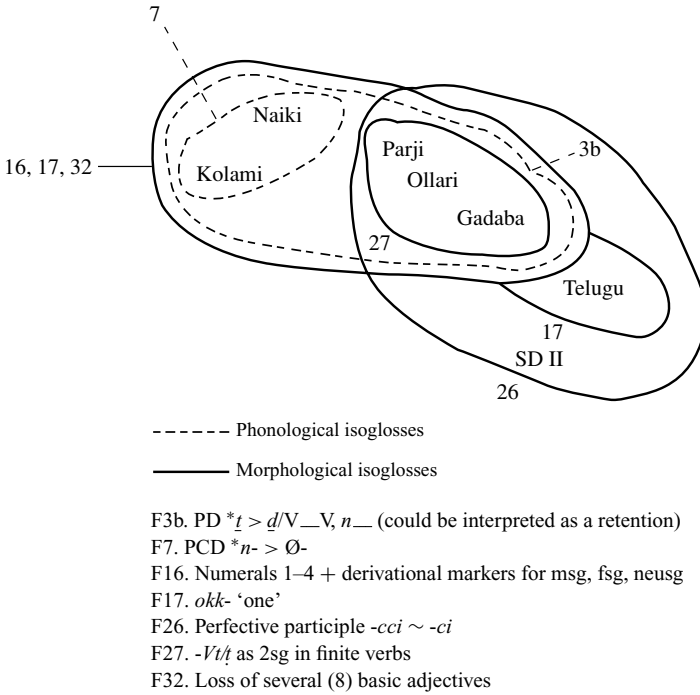 7
Naiki
Kolami
16, 17, 32
Parji
Ollari
Gadaba
3b
27
Telugu
17
SD II
26
Phonological isoglosses
Morphological isoglosses
F3b. PD *ṯ > ḏ/V__V, n__ (could be interpreted as a retention)
F7. PCD *n- > Ø-
F16. Numerals 1–4 + derivational markers for msg, fsg, neusg
F17. okk- ‘one’
F26. Perfective participle -cci ~ -ci
F27. -Vt/ṭ as 2sg in finite verbs
F32. Loss of several (8) basic adjectives